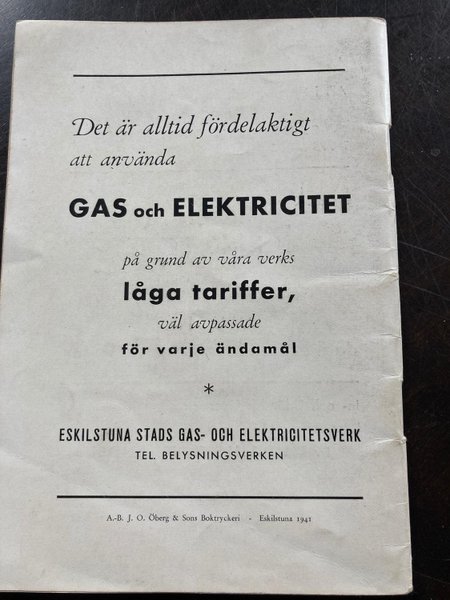 Det är alltid fördelaktigt
att använda
GAS och ELEKTRICITET
på grund av våra verks
låga tariffer,
väl avpassade
för varje ändamål
*
ESKILSTUNA STADS GAS- OCH ELEKTRICITETSVERK
TEL. BELYSNINGSVERKEN
A.-B. J. O. Öberg & Sons Boktryckeri - Eskilstuna 1941